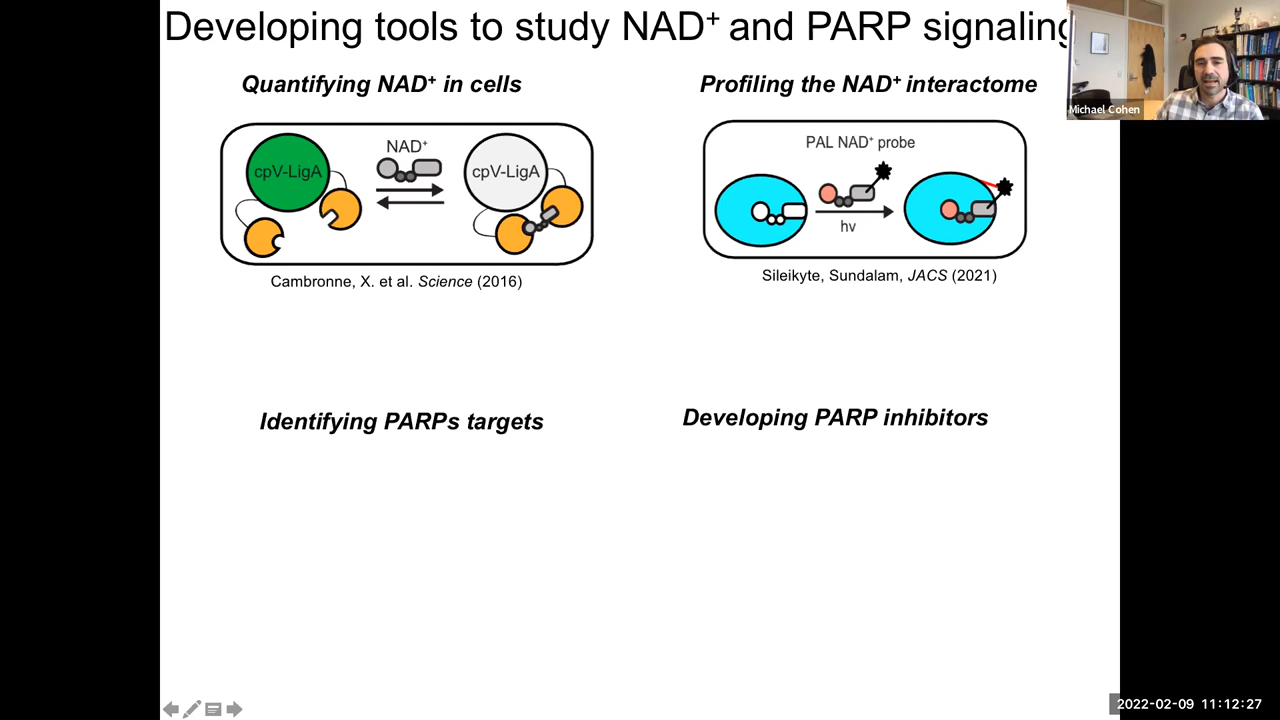 Developing tools to study NAD⁺ and PARP signaling
Michael Cohen
Quantifying NAD⁺ in cells
cpV-LigA
NAD⁺
cpV-LigA
Cambronne, X. et al. Science (2016)
Profiling the NAD⁺ interactome
PAL NAD⁺ probe
hv
Sileikyte, Sundalam, JACS (2021)
Identifying PARPs targets
Developing PARP inhibitors
2022-02-09 11:12:27